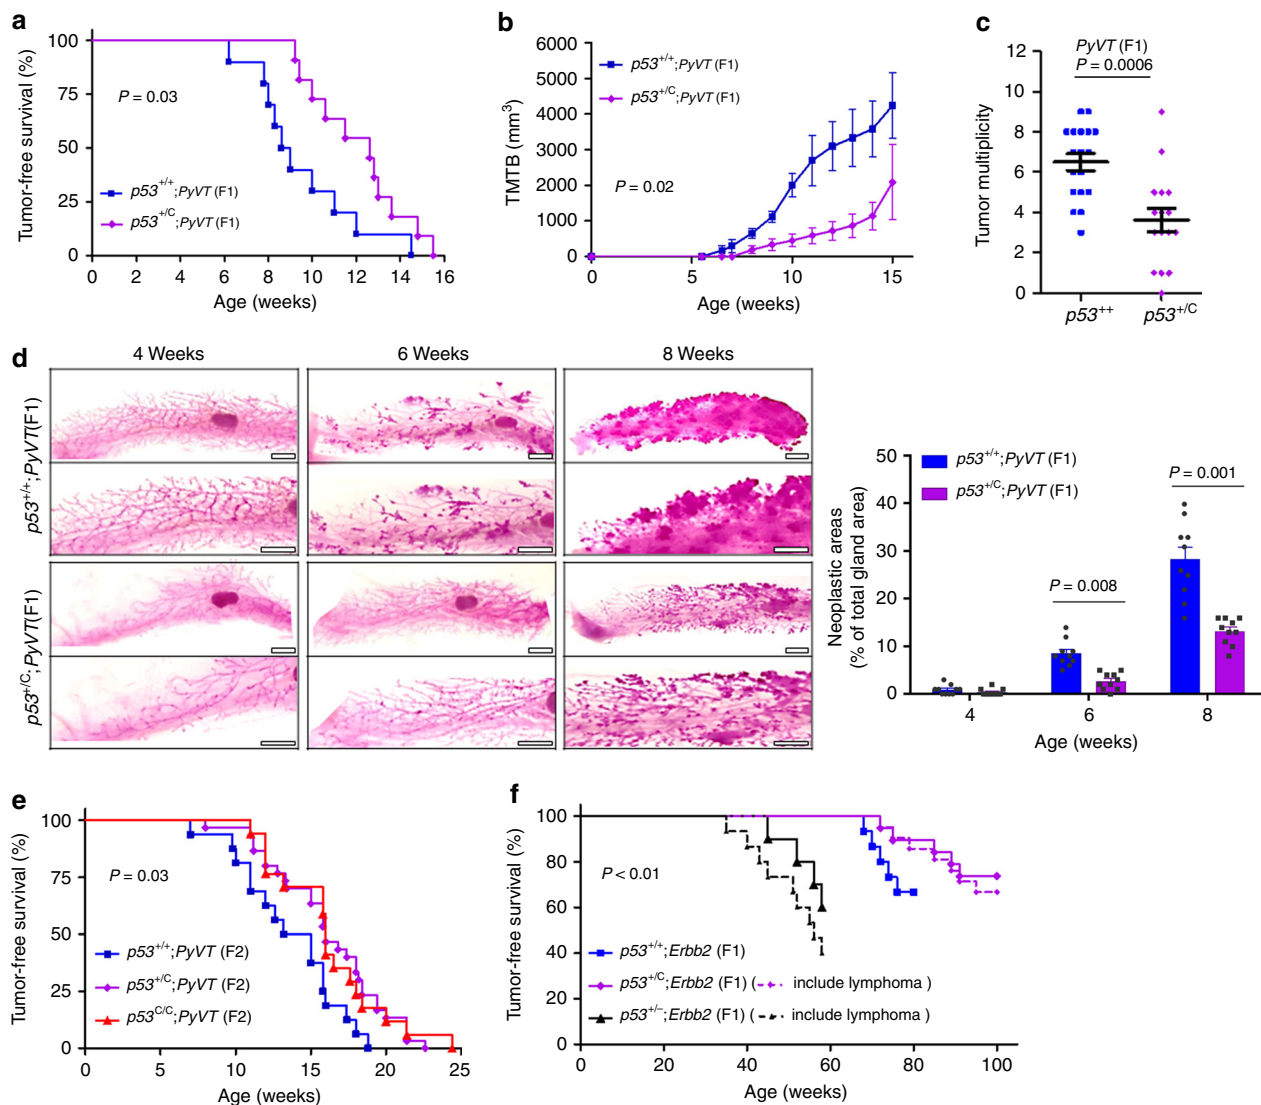 a
Tumor-free survival (%)
100
75
50
25
0
P = 0.03
p53+/+;PyVT (F1)
p53+/C;PyVT (F1)
0 2 4 6 8 10 12 14 16
Age (weeks)
b
TMTB (mm3)
6000
5000
4000
3000
2000
1000
0
p53+/+;PyVT (F1)
p53+/C;PyVT (F1)
P = 0.02
0 5 10 15
Age (weeks)
c
Tumor multiplicity
12
10
8
6
4
2
0
PyVT (F1)
P = 0.0006
p53++ p53+/C
d
4 Weeks 6 Weeks 8 Weeks
p53+/+;PyVT(F1)
p53+/C;PyVT(F1)
Neoplastic areas
(% of total gland area)
50
40
30
20
10
0
p53+/+;PyVT (F1)
p53+/C;PyVT (F1)
P = 0.001
P = 0.008
4 6 8
Age (weeks)
e
Tumor-free survival (%)
100
75
50
25
0
P = 0.03
p53+/+;PyVT (F2)
p53+/C;PyVT (F2)
p53C/C;PyVT (F2)
0 5 10 15 20 25
Age (weeks)
f
Tumor-free survival (%)
100
80
60
40
20
0
P < 0.01
p53+/+;Erbb2 (F1)
p53+/C;Erbb2 (F1) ( include lymphoma )
p53+/−;Erbb2 (F1) ( include lymphoma )
0 20 40 60 80 100
Age (weeks)